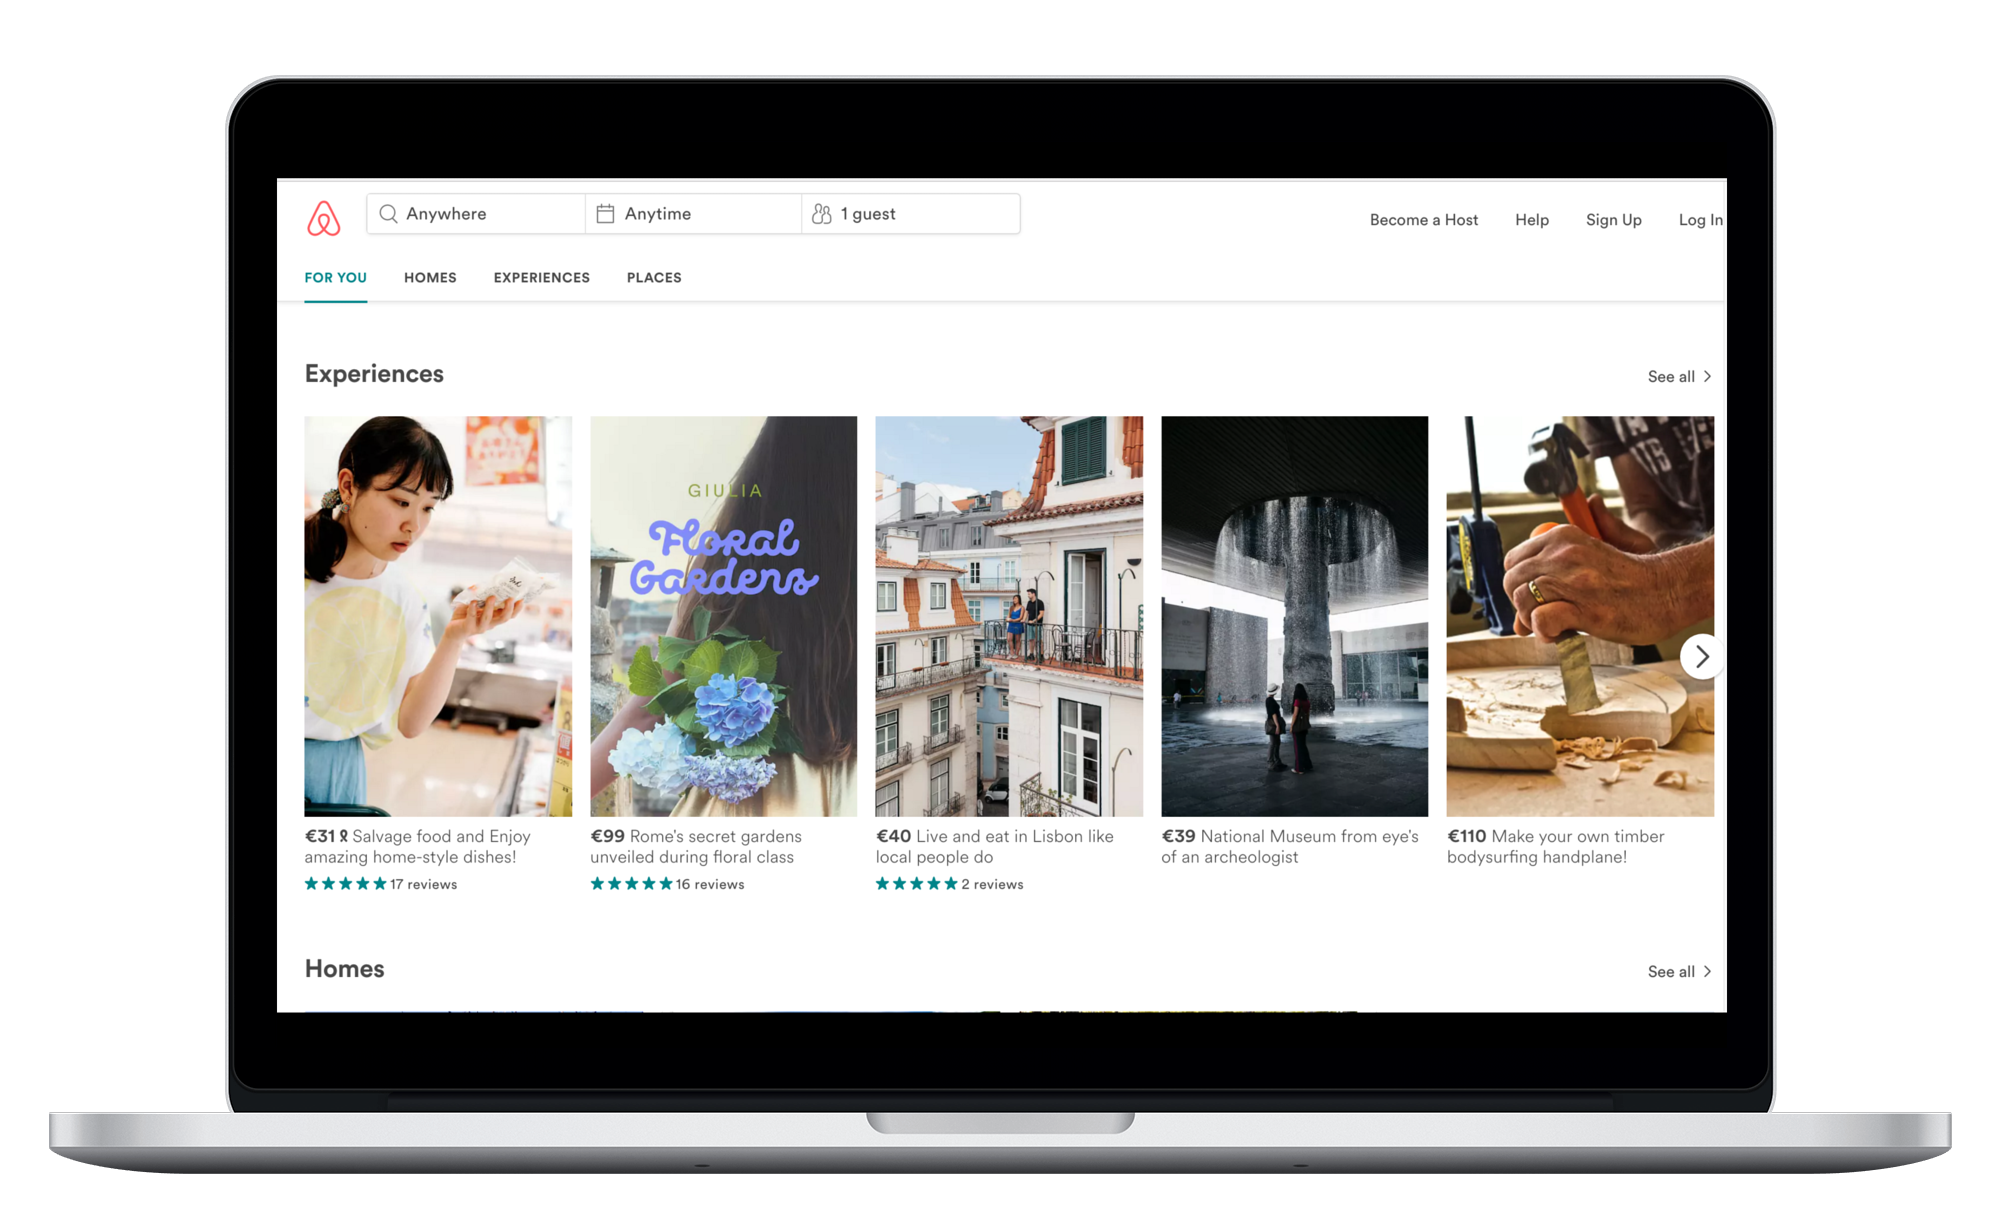 Anywhere
Anytime
1 guest
Become a Host
Help
Sign Up
Log In
FOR YOU
HOMES
EXPERIENCES
PLACES
Experiences
See all
GIULIA
Floral
Gardens
€31 Salvage food and Enjoy
amazing home-style dishes!
17 reviews
€99 Rome's secret gardens
unveiled during floral class
16 reviews
€40 Live and eat in Lisbon like
local people do
2 reviews
€39 National Museum from eye's
of an archeologist
€110 Make your own timber
bodysurfing handplane!
Homes
See all